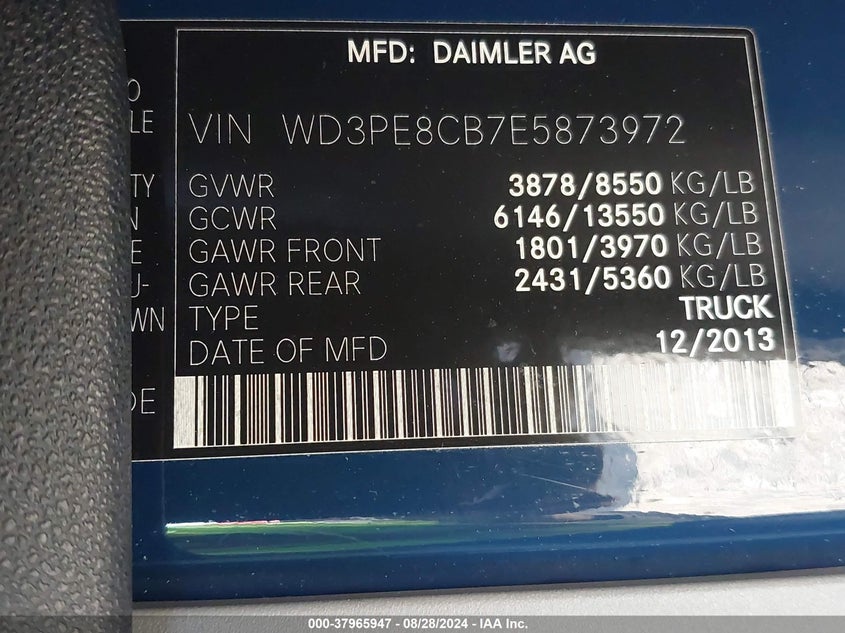 MFD: DAIMLER AG
VIN WD3PE8CB7E5873972
GVWR 3878/8550 KG/LB
GCWR 6146/13550 KG/LB
GAWR FRONT 1801/3970 KG/LB
GAWR REAR 2431/5360 KG/LB
TYPE TRUCK
DATE OF MFD 12/2013
000-37965947 / 08/28/2024 - IAA Inc.